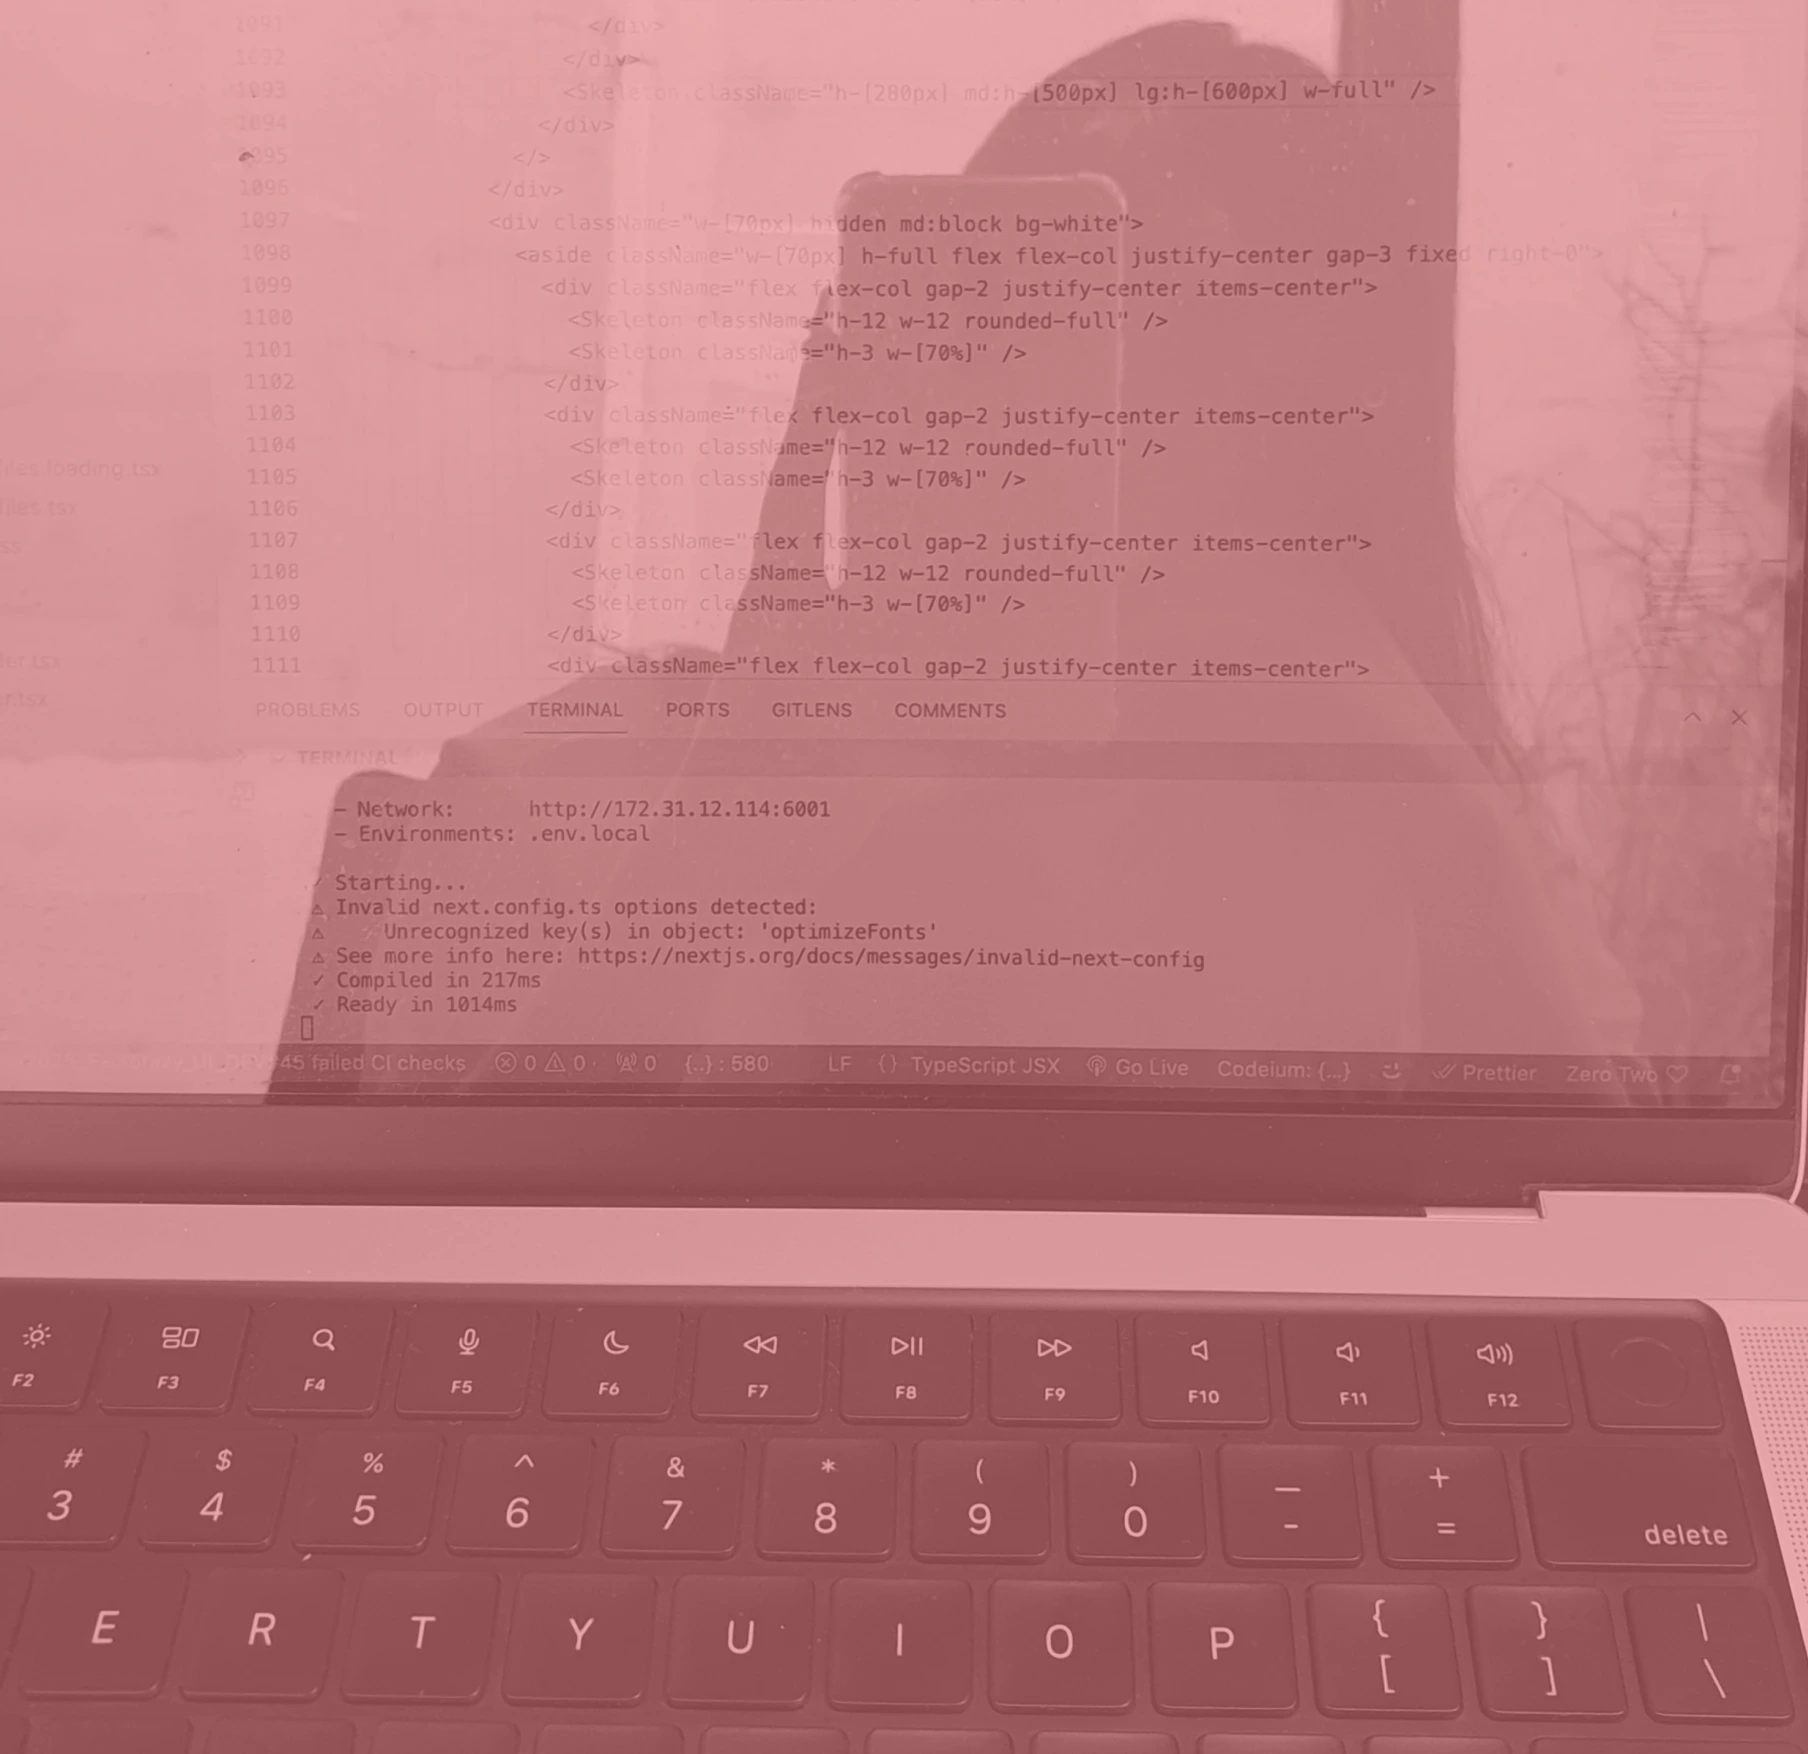 1091 </div>
1092 </div>
1093 <Skeleton className="h-[280px] md:h-[500px] lg:h-[600px] w-full" />
1094 </div>
1095 </>
1096 </div>
1097 <div className="w-[70px] hidden md:block bg-white">
1098 <aside className="w-[70px] h-full flex flex-col justify-center gap-3 fixed right-0">
1099 <div className="flex flex-col gap-2 justify-center items-center">
1100 <Skeleton className="h-12 w-12 rounded-full" />
1101 <Skeleton className="h-3 w-[70%]" />
1102 </div>
1103 <div className="flex flex-col gap-2 justify-center items-center">
1104 <Skeleton className="h-12 w-12 rounded-full" />
1105 <Skeleton className="h-3 w-[70%]" />
1106 </div>
1107 <div className="flex flex-col gap-2 justify-center items-center">
1108 <Skeleton className="h-12 w-12 rounded-full" />
1109 <Skeleton className="h-3 w-[70%]" />
1110 </div>
1111 <div className="flex flex-col gap-2 justify-center items-center">
iles.loading.tsx
iles.tsx
ss
er.tsx
r.tsx
PROBLEMS OUTPUT TERMINAL PORTS GITLENS COMMENTS
TERMINAL
- Network: http://172.31.12.114:6001
- Environments: .env.local
✓ Starting...
⚠ Invalid next.config.ts options detected:
⚠ Unrecognized key(s) in object: 'optimizeFonts'
⚠ See more info here: https://nextjs.org/docs/messages/invalid-next-config
✓ Compiled in 217ms
✓ Ready in 1014ms
45 failed CI checks 0 0 0 {..} : 580 LF {} TypeScript JSX Go Live Codeium: {...} Prettier Zero Two
F2 F3 F4 F5 F6 F7 F8 F9 F10 F11 F12
# $ % ^ & * ( ) _ +
3 4 5 6 7 8 9 0 - = delete
E R T Y U I O P { } |
[ ] \